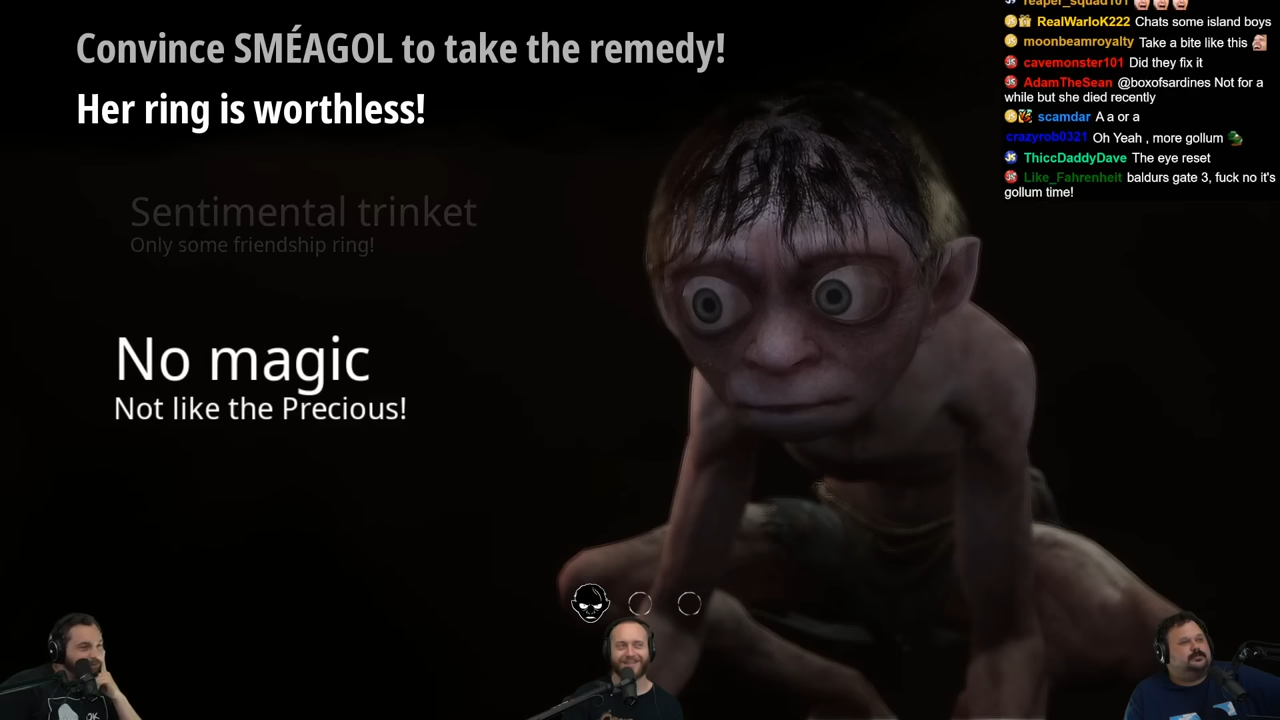 Convince SMÉAGOL to take the remedy!
Her ring is worthless!
Sentimental trinket
Only some friendship ring!
No magic
Not like the Precious!
reaper_squad101
RealWarloK222 Chats some island boys
moonbeamroyalty Take a bite like this
cavemonster101 Did they fix it
AdamTheSean @boxofsardines Not for a
while but she died recently
scamdar A a or a
crazyrob0321 Oh Yeah , more gollum
ThiccDaddyDave The eye reset
Like_Fahrenheit baldurs gate 3, fuck no it's
gollum time!